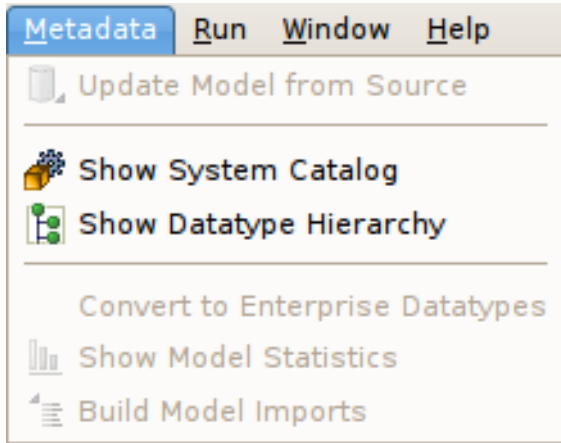 Metadata Run Window Help
Update Model from Source
Show System Catalog
Show Datatype Hierarchy
Convert to Enterprise Datatypes
Show Model Statistics
Build Model Imports